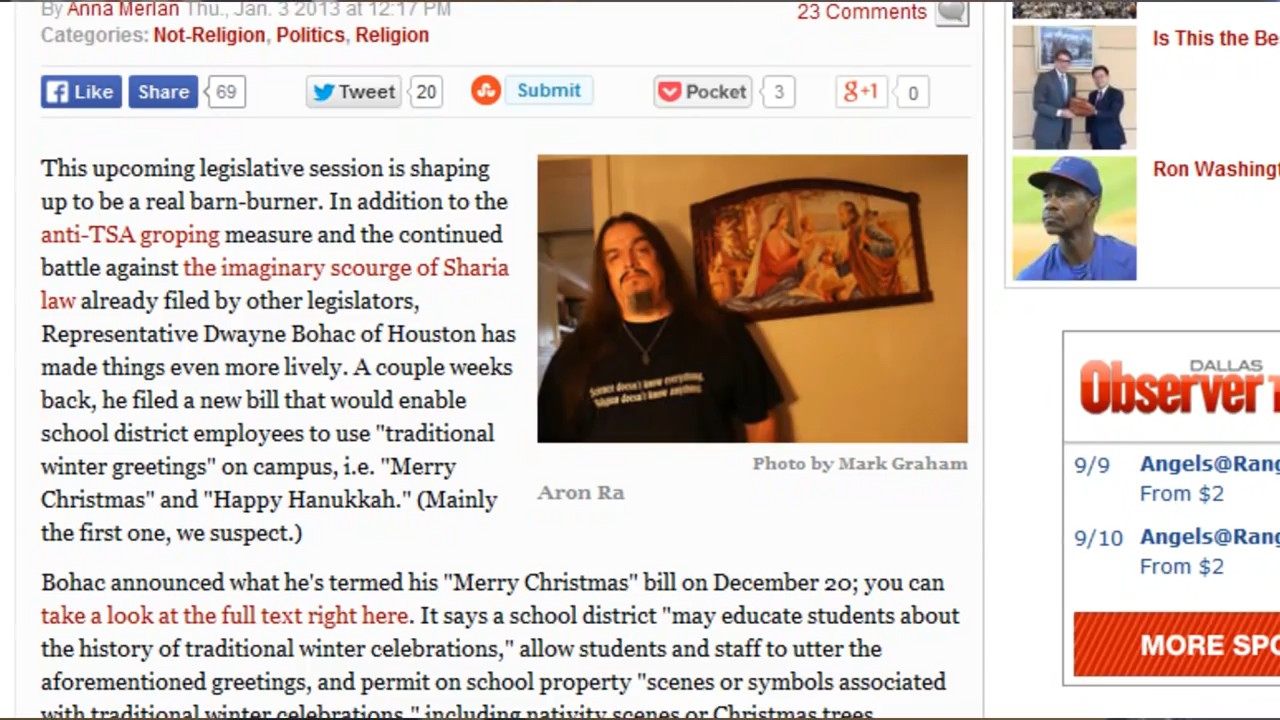 By Anna Merlan Thu., Jan. 3 2013 at 12:17 PM
23 Comments
Categories: Not-Religion, Politics, Religion
Like Share 69 Tweet 20 Submit Pocket 3 g+1 0
This upcoming legislative session is shaping
up to be a real barn-burner. In addition to the
anti-TSA groping measure and the continued
battle against the imaginary scourge of Sharia
law already filed by other legislators,
Representative Dwayne Bohac of Houston has
made things even more lively. A couple weeks
back, he filed a new bill that would enable
school district employees to use "traditional
winter greetings" on campus, i.e. "Merry
Christmas" and "Happy Hanukkah." (Mainly
the first one, we suspect.)
Science doesn't know everything.
Religion doesn't know anything.
Photo by Mark Graham
Aron Ra
Bohac announced what he's termed his "Merry Christmas" bill on December 20; you can
take a look at the full text right here. It says a school district "may educate students about
the history of traditional winter celebrations," allow students and staff to utter the
aforementioned greetings, and permit on school property "scenes or symbols associated
with traditional winter celebrations," including nativity scenes or Christmas trees
Is This the Be
Ron Washingt
DALLAS
Observer
9/9 Angels@Rang
From $2
9/10 Angels@Rang
From $2
MORE SPO